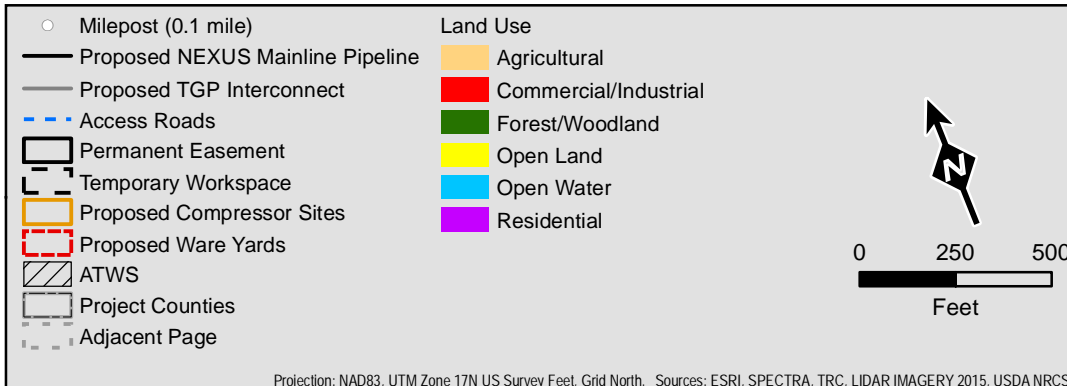 Milepost (0.1 mile)
Proposed NEXUS Mainline Pipeline
Proposed TGP Interconnect
Access Roads
Permanent Easement
Temporary Workspace
Proposed Compressor Sites
Proposed Ware Yards
ATWS
Project Counties
Adjacent Page
Land Use
Agricultural
Commercial/Industrial
Forest/Woodland
Open Land
Open Water
Residential
N
0 250 500
Feet
Projection: NAD83, UTM Zone 17N US Survey Feet, Grid North. Sources: ESRI, SPECTRA, TRC, LIDAR IMAGERY 2015, USDA NRCS